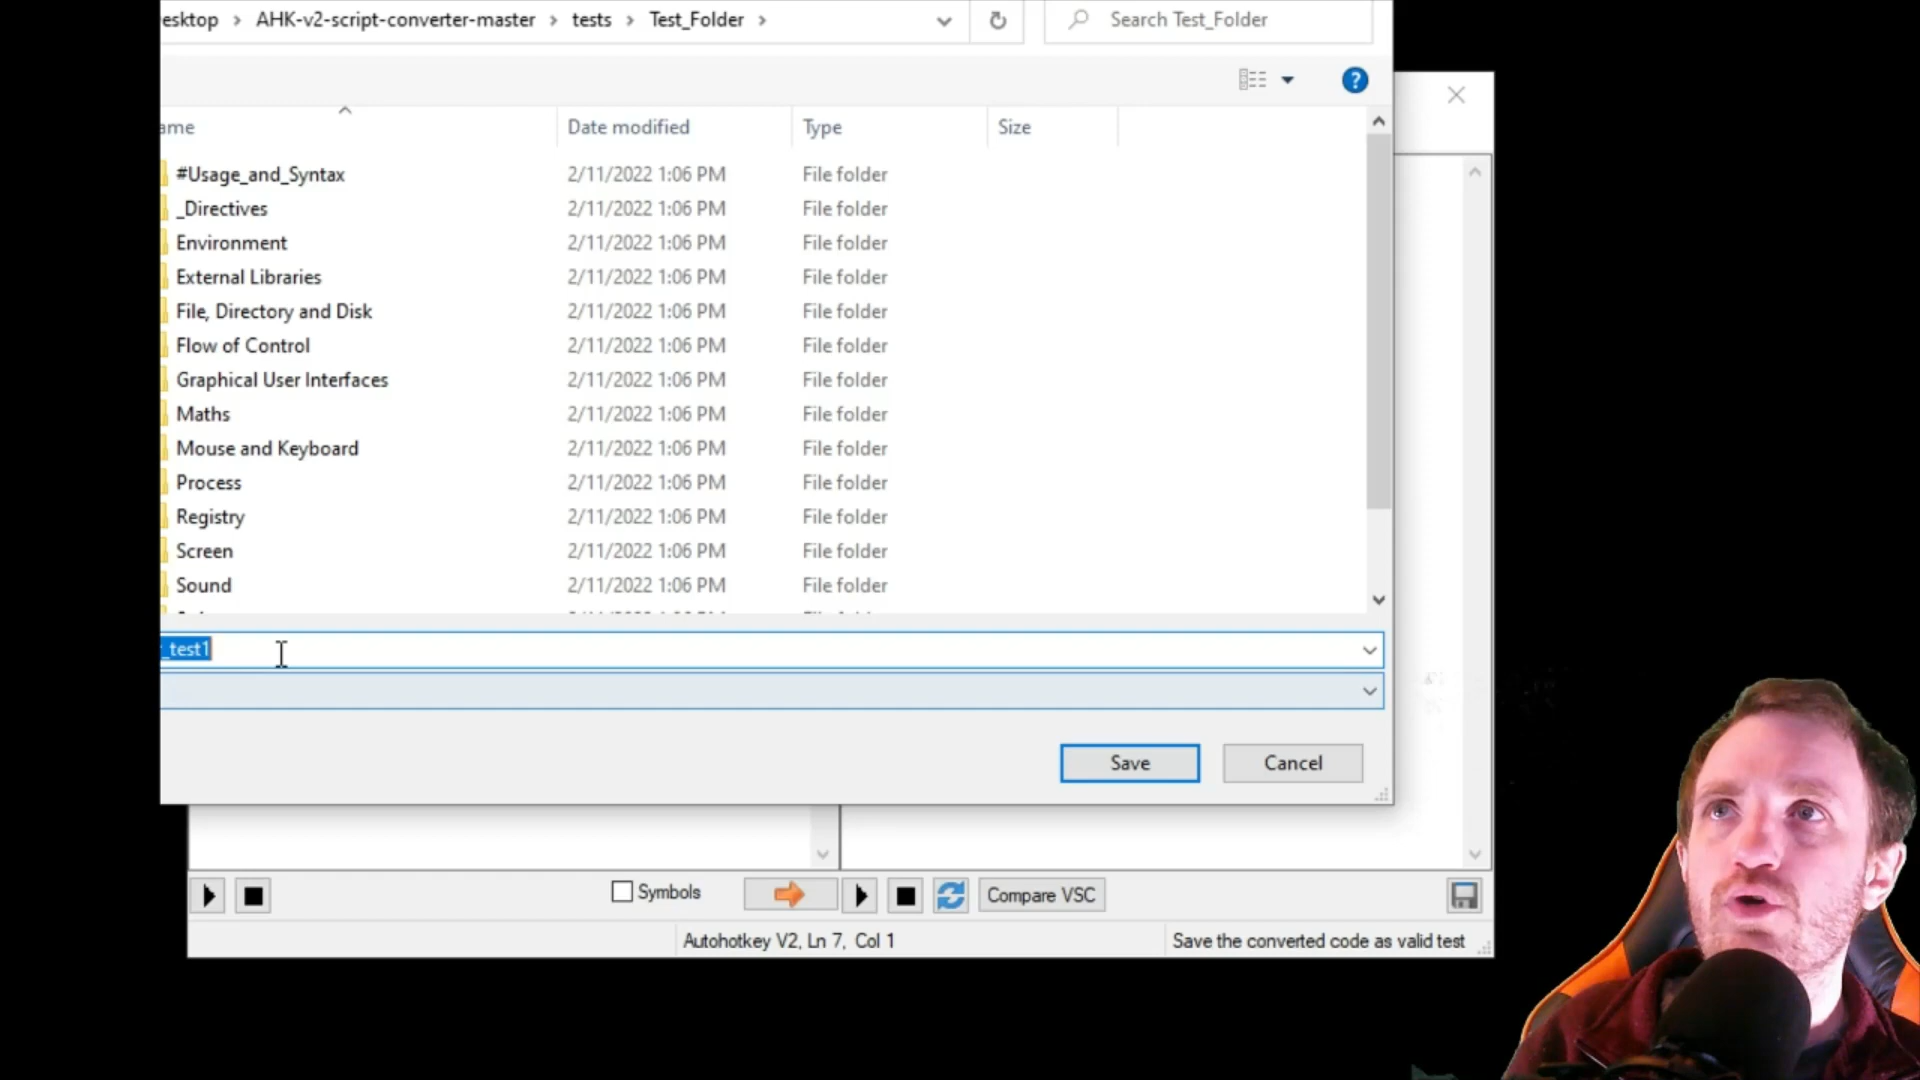 esktop > AHK-v2-script-converter-master > tests > Test_Folder >
Search Test_Folder
?
ame Date modified Type Size
#Usage_and_Syntax 2/11/2022 1:06 PM File folder
_Directives 2/11/2022 1:06 PM File folder
Environment 2/11/2022 1:06 PM File folder
External Libraries 2/11/2022 1:06 PM File folder
File, Directory and Disk 2/11/2022 1:06 PM File folder
Flow of Control 2/11/2022 1:06 PM File folder
Graphical User Interfaces 2/11/2022 1:06 PM File folder
Maths 2/11/2022 1:06 PM File folder
Mouse and Keyboard 2/11/2022 1:06 PM File folder
Process 2/11/2022 1:06 PM File folder
Registry 2/11/2022 1:06 PM File folder
Screen 2/11/2022 1:06 PM File folder
Sound 2/11/2022 1:06 PM File folder
_test1
Save Cancel
Symbols Compare VSC
Autohotkey V2, Ln 7, Col 1 Save the converted code as valid test